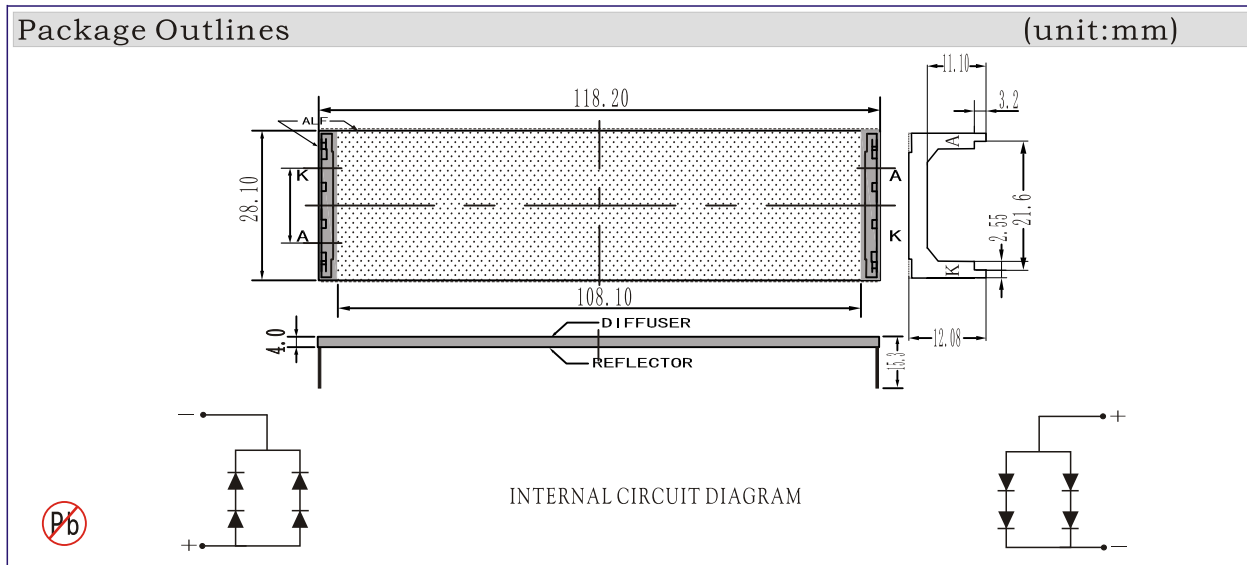 Package Outlines (unit:mm)
118.20
11.10
3.2
ALF
A
K
A
28.10
21.6
2.55
A
K
K
108.10
12.08
DIFFUSER
4.0
15.3
REFLECTOR
— +
INTERNAL CIRCUIT DIAGRAM
Pb
+ —